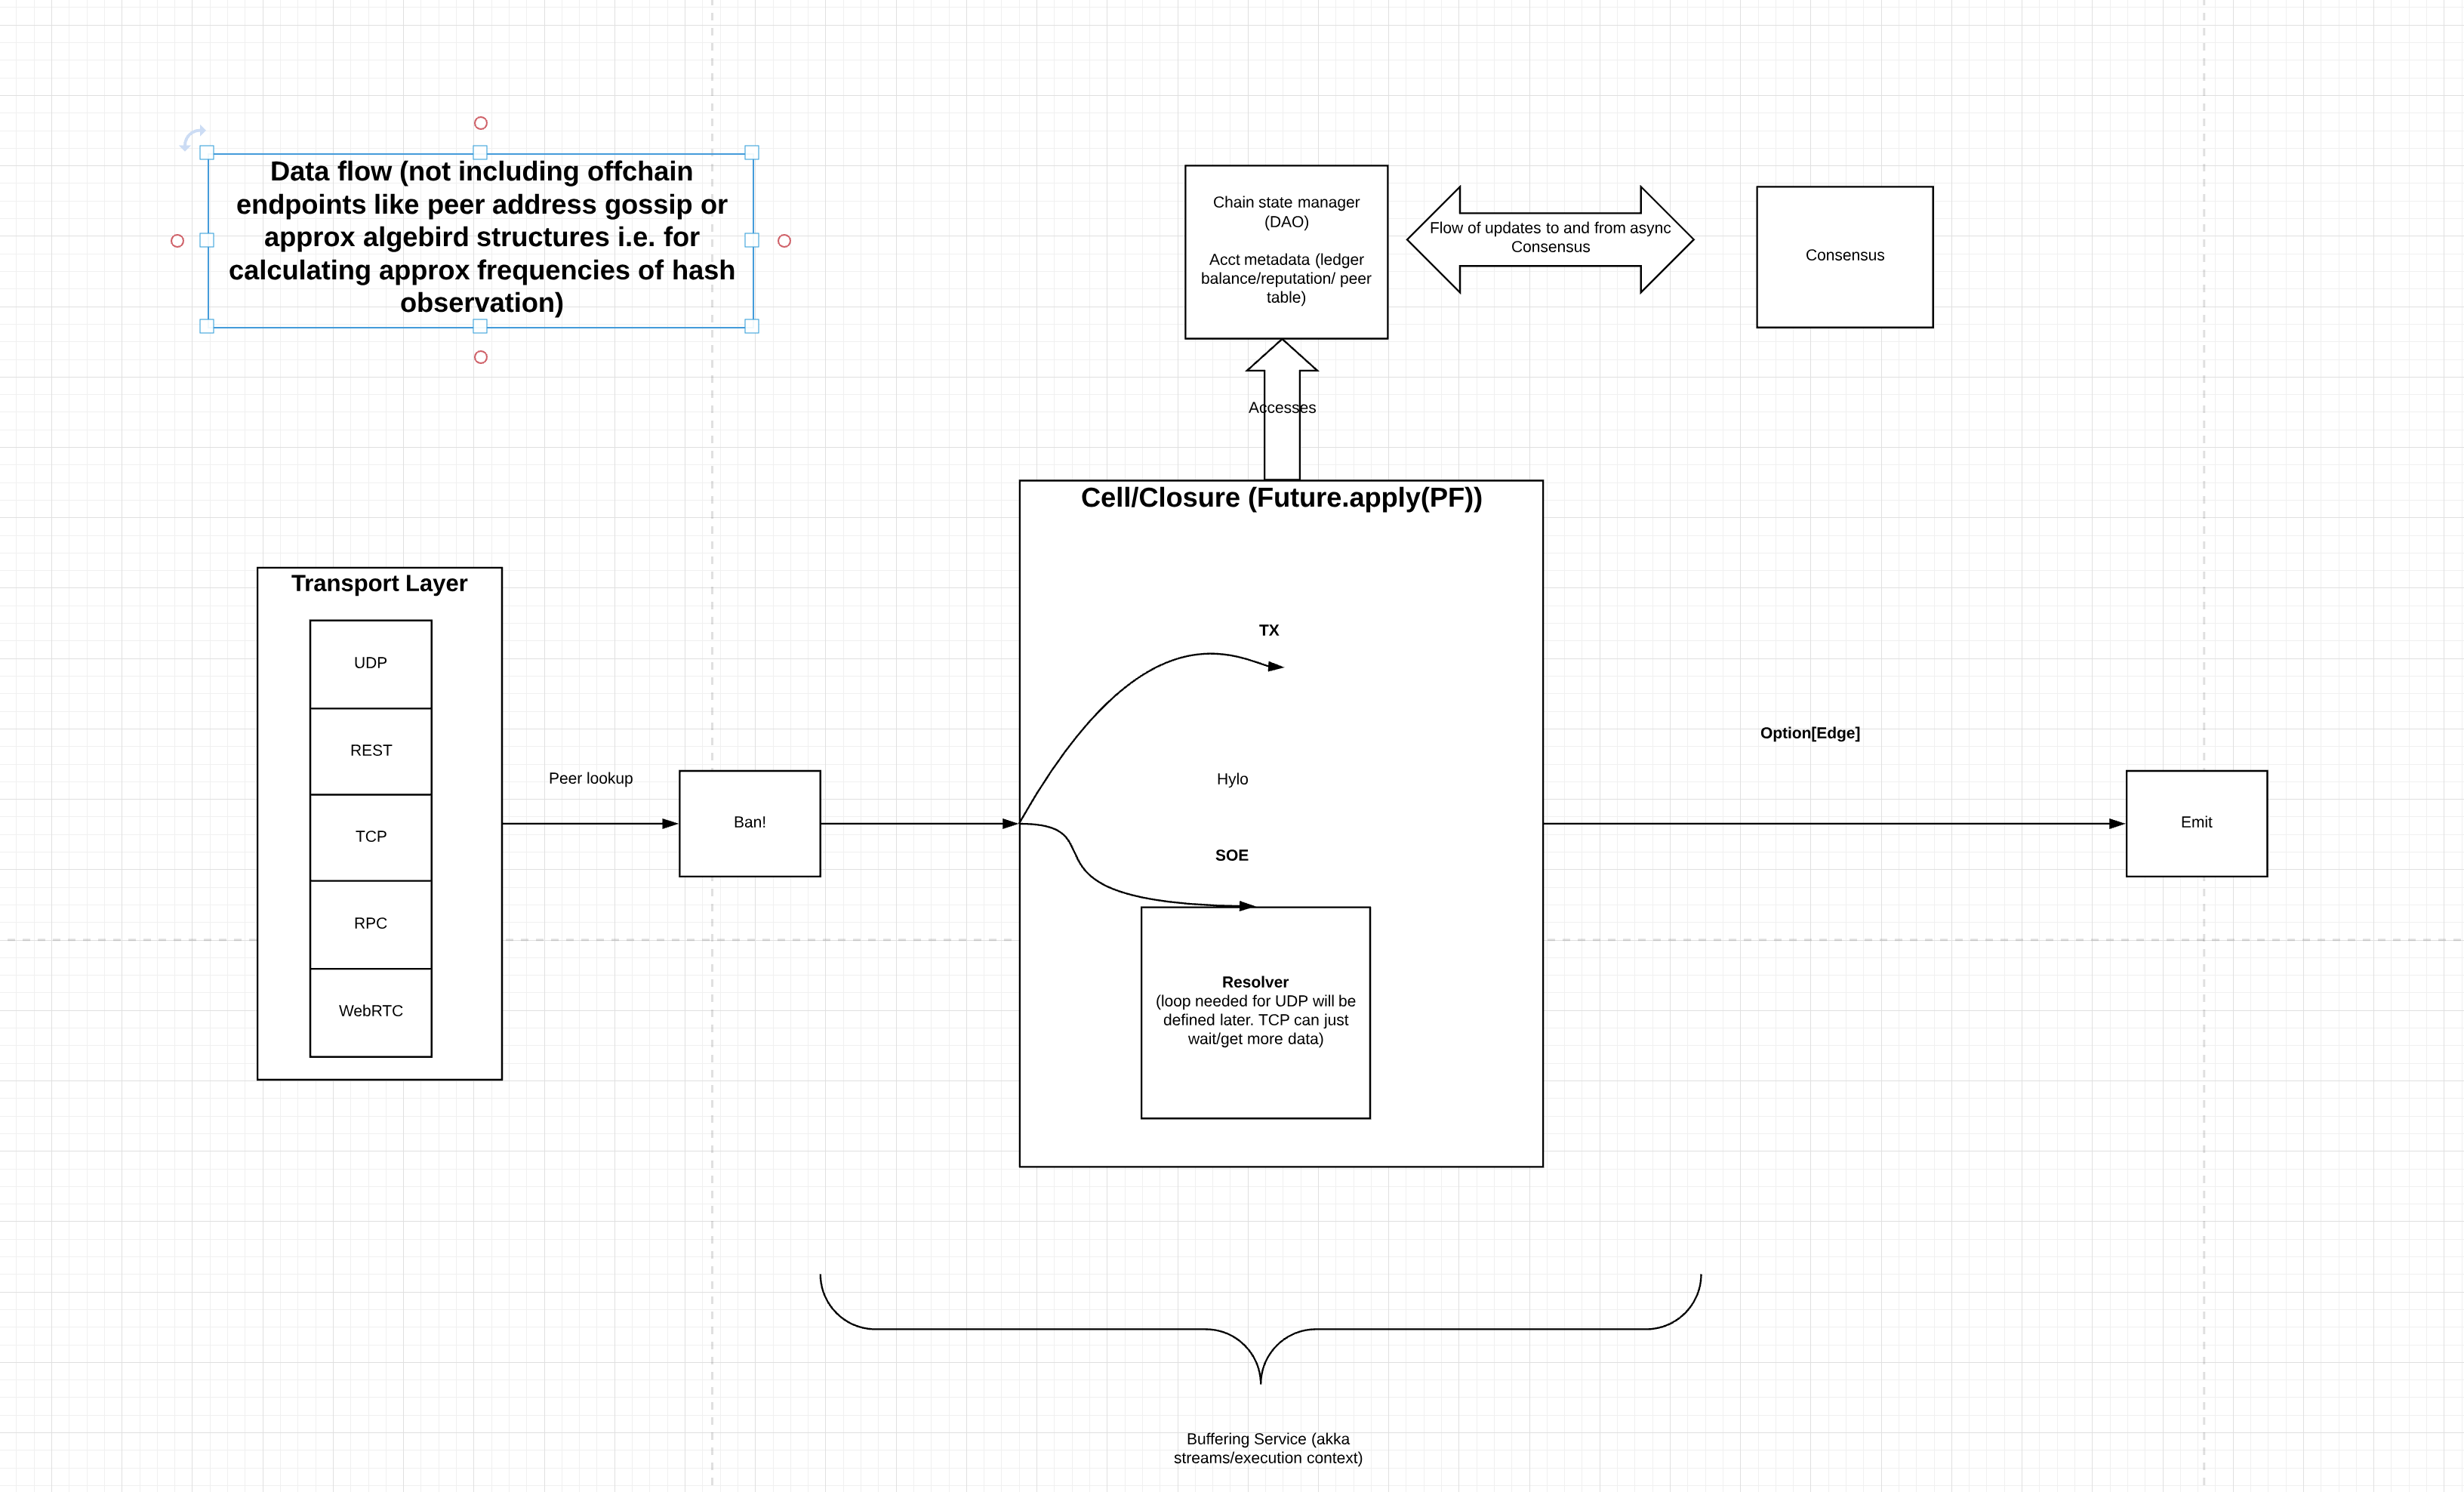 Data flow (not including offchain
endpoints like peer address gossip or
approx algebird structures i.e. for
calculating approx frequencies of hash
observation)
Chain state manager
(DAO)
Acct metadata (ledger
balance/reputation/ peer
table)
Flow of updates to and from async
Consensus
Consensus
Accesses
Cell/Closure (Future.apply(PF))
Transport Layer
UDP
REST
TCP
RPC
WebRTC
Peer lookup
Ban!
TX
Hylo
SOE
Resolver
(loop needed for UDP will be
defined later. TCP can just
wait/get more data)
Option[Edge]
Emit
Buffering Service (akka
streams/execution context)